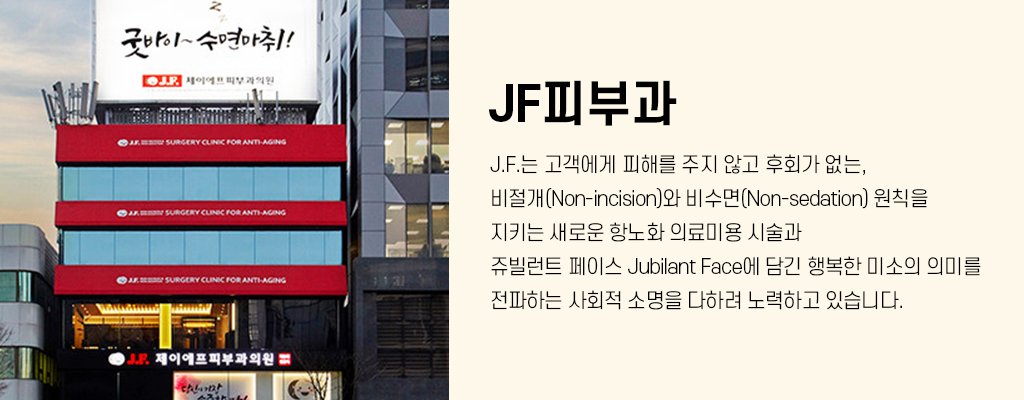 굿바이~ 수면마취!
J.F. 제이에프피부과의원
J.F. SURGERY CLINIC FOR ANTI-AGING
J.F. SURGERY CLINIC FOR ANTI-AGING
J.F. SURGERY CLINIC FOR ANTI-AGING
J.F. 제이에프피부과의원
JF피부과
J.F.는 고객에게 피해를 주지 않고 후회가 없는,
비절개(Non-incision)와 비수면(Non-sedation) 원칙을
지키는 새로운 항노화 의료미용 시술과
쥬빌런트 페이스 Jubilant Face에 담긴 행복한 미소의 의미를
전파하는 사회적 소명을 다하려 노력하고 있습니다.